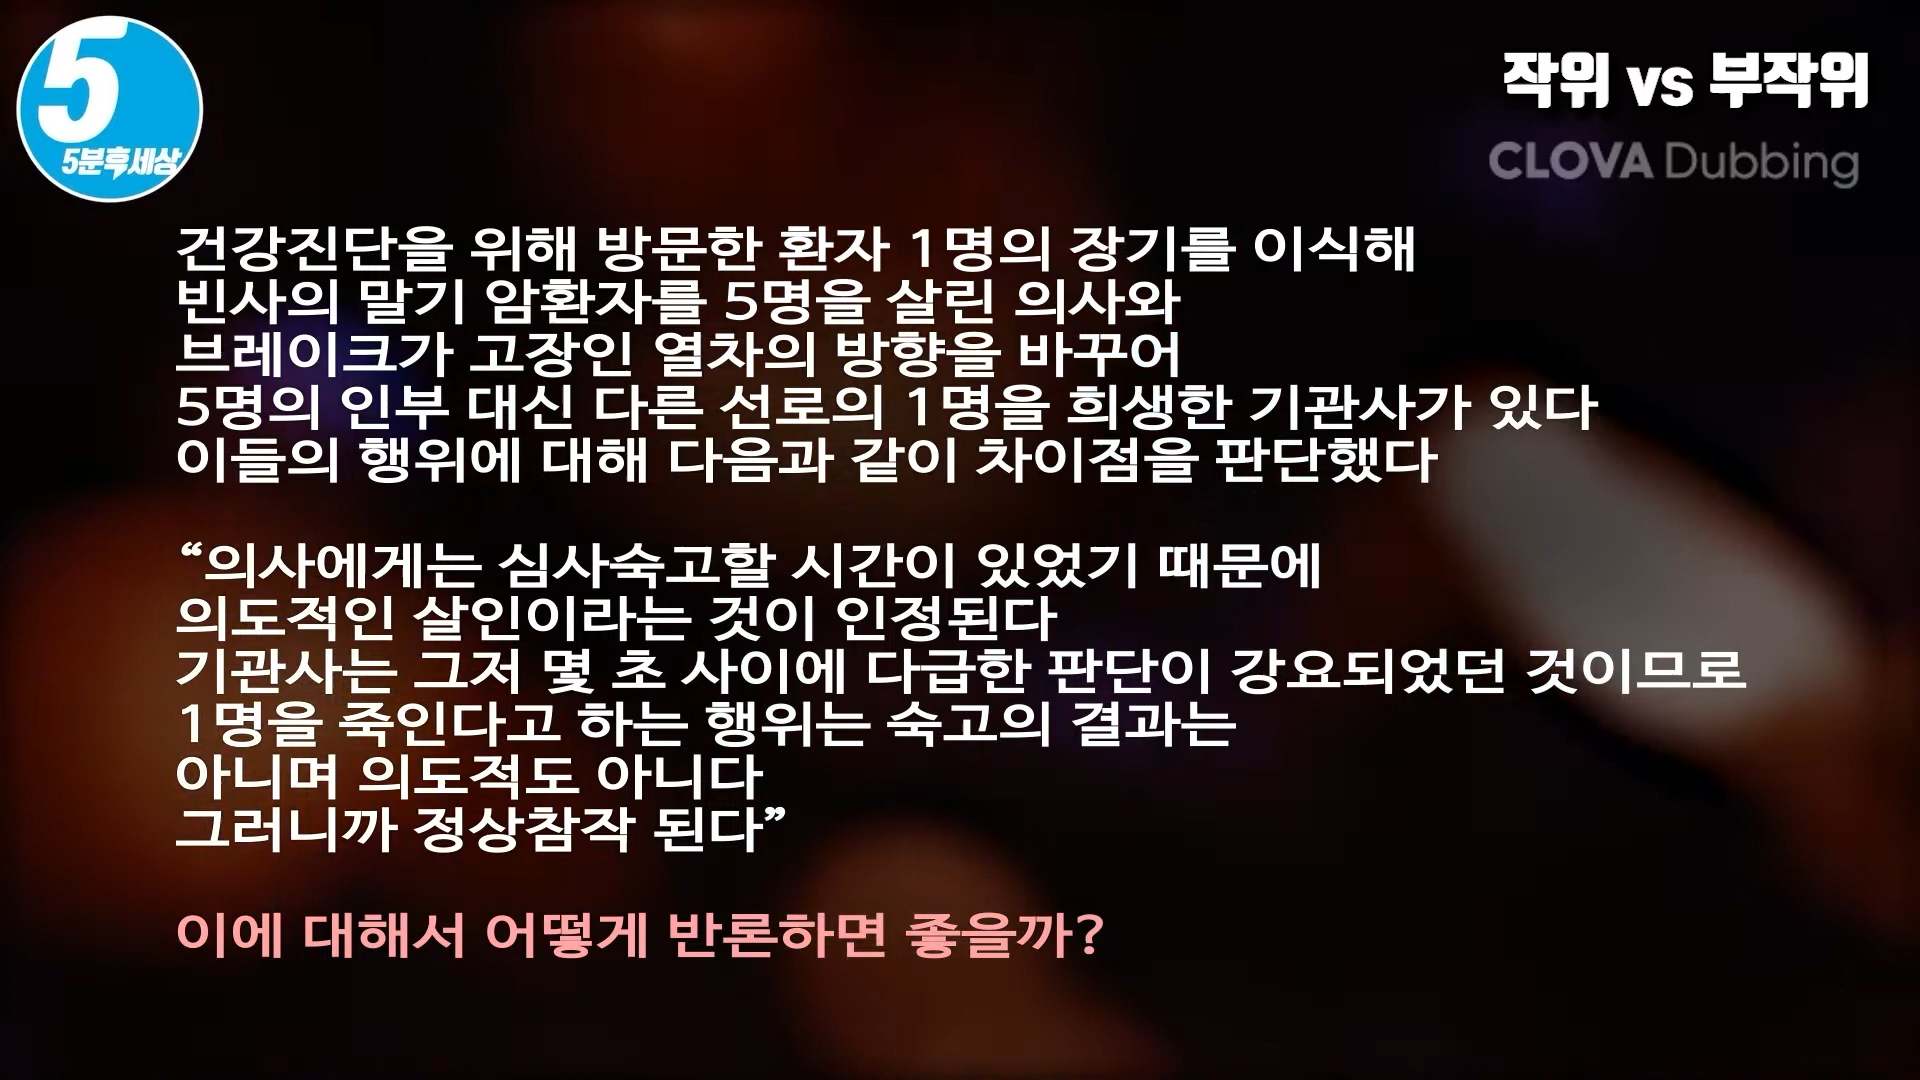 5
5분후세상
작위 vs 부작위
CLOVA Dubbing
건강진단을 위해 방문한 환자 1명의 장기를 이식해
빈사의 말기 암환자를 5명을 살린 의사와
브레이크가 고장인 열차의 방향을 바꾸어
5명의 인부 대신 다른 선로의 1명을 희생한 기관사가 있다
이들의 행위에 대해 다음과 같이 차이점을 판단했다
“의사에게는 심사숙고할 시간이 있었기 때문에
의도적인 살인이라는 것이 인정된다
기관사는 그저 몇 초 사이에 다급한 판단이 강요되었던 것이므로
1명을 죽인다고 하는 행위는 숙고의 결과는
아니며 의도적도 아니다
그러니까 정상참작 된다”
이에 대해서 어떻게 반론하면 좋을까?